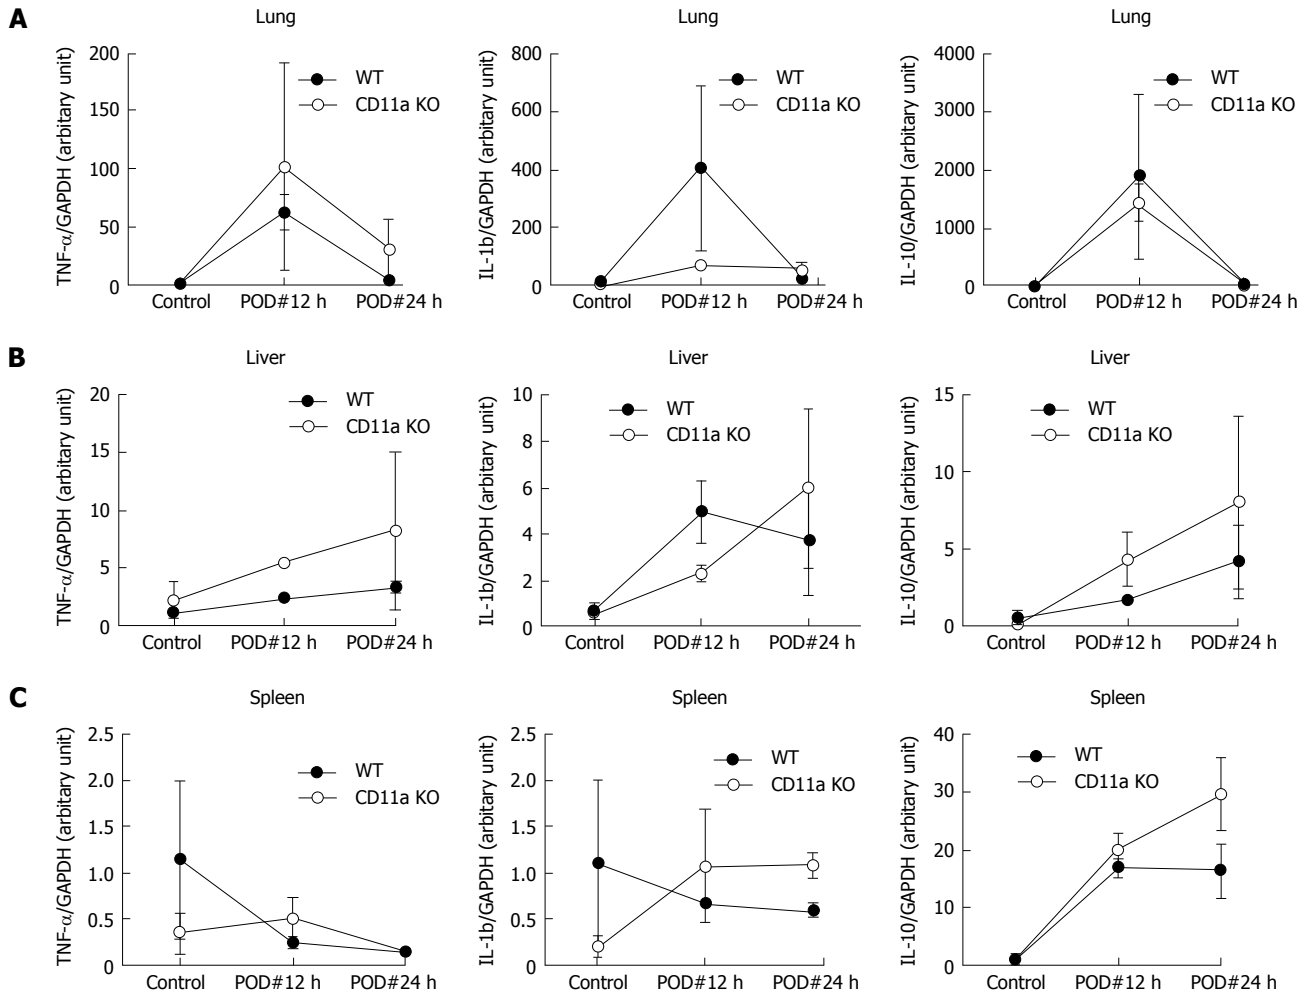 A
Lung
TNF-α/GAPDH (arbitary unit)
200
150
100
50
0
WT
CD11a KO
Control
POD#12 h
POD#24 h
Lung
IL-1b/GAPDH (arbitary unit)
800
600
400
200
0
WT
CD11a KO
Control
POD#12 h
POD#24 h
Lung
IL-10/GAPDH (arbitary unit)
4000
3000
2000
1000
0
WT
CD11a KO
Control
POD#12 h
POD#24 h
B
Liver
TNF-α/GAPDH (arbitary unit)
20
15
10
5
0
WT
CD11a KO
Control
POD#12 h
POD#24 h
Liver
IL-1b/GAPDH (arbitary unit)
10
8
6
4
2
0
WT
CD11a KO
Control
POD#12 h
POD#24 h
Liver
IL-10/GAPDH (arbitary unit)
15
10
5
0
WT
CD11a KO
Control
POD#12 h
POD#24 h
C
Spleen
TNF-α/GAPDH (arbitary unit)
2.5
2.0
1.5
1.0
0.5
0
WT
CD11a KO
Control
POD#12 h
POD#24 h
Spleen
IL-1b/GAPDH (arbitary unit)
2.5
2.0
1.5
1.0
0.5
0
WT
CD11a KO
Control
POD#12 h
POD#24 h
Spleen
IL-10/GAPDH (arbitary unit)
40
30
20
10
0
WT
CD11a KO
Control
POD#12 h
POD#24 h